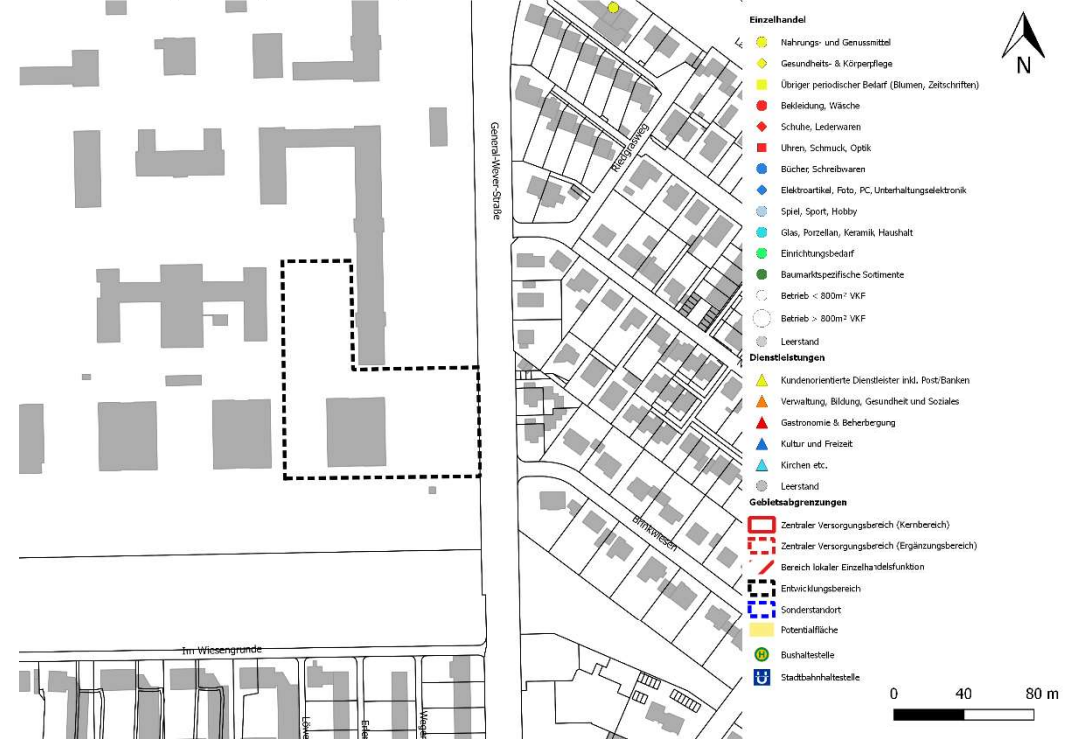 General-Wever-Straße
Riedgrasweg
Brinkwiesen
Im Wiesengrunde
Einzelhandel
Nahrungs- und Genussmittel
Gesundheits- & Körperpflege
Übriger periodischer Bedarf (Blumen, Zeitschriften)
Bekleidung, Wäsche
Schuhe, Lederwaren
Uhren, Schmuck, Optik
Bücher, Schreibwaren
Elektroartikel, Foto, PC, Unterhaltungselektronik
Spiel, Sport, Hobby
Glas, Porzellan, Keramik, Haushalt
Einrichtungsbedarf
Baumarktspezifische Sortimente
Betrieb < 800m² VKF
Betrieb > 800m² VKF
Leerstand
Dienstleistungen
Kundenorientierte Dienstleister inkl. Post/Banken
Verwaltung, Bildung, Gesundheit und Soziales
Gastronomie & Beherbergung
Kultur und Freizeit
Kirchen etc.
Leerstand
Gebietsabgrenzungen
Zentraler Versorgungsbereich (Kernbereich)
Zentraler Versorgungsbereich (Ergänzungsbereich)
Bereich lokaler Einzelhandelsfunktion
Entwicklungsbereich
Sonderstandort
Potentialfläche
H Bushaltestelle
U Stadtbahnhaltestelle
N
0 40 80 m